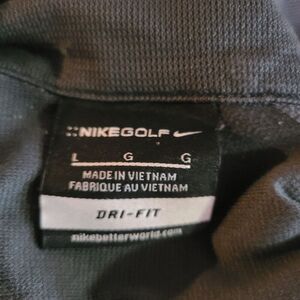 NIKEGOLF
L G G
MADE IN VIETNAM
FABRIQUE AU VIETNAM
DRI-FIT
nikebetterworld.com